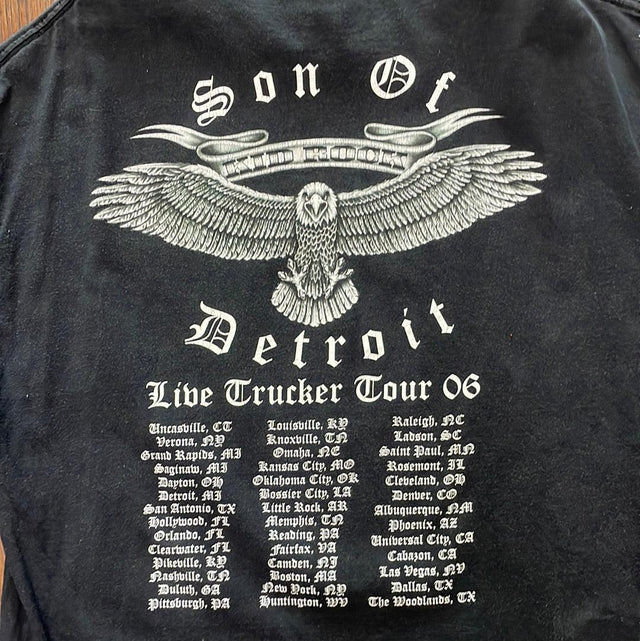 Son Of
KID ROCK
Detroit
Live Trucker Tour 06
Uncasville, CT
Verona, NY
Grand Rapids, MI
Saginaw, MI
Dayton, OH
Detroit, MI
San Antonio, TX
Hollywood, FL
Orlando, FL
Clearwater, FL
Pikeville, KY
Nashville, TN
Duluth, GA
Pittsburgh, PA
Louisville, KY
Knoxville, TN
Omaha, NE
Kansas City, MO
Oklahoma City, OK
Bossier City, LA
Little Rock, AR
Memphis, TN
Reading, PA
Fairfax, VA
Camden, NJ
Boston, MA
New York, NY
Huntington, WV
Raleigh, NC
Ladson, SC
Saint Paul, MN
Rosemont, IL
Cleveland, OH
Denver, CO
Albuquerque, NM
Phoenix, AZ
Universal City, CA
Cabazon, CA
Las Vegas, NV
Dallas, TX
The Woodlands, TX